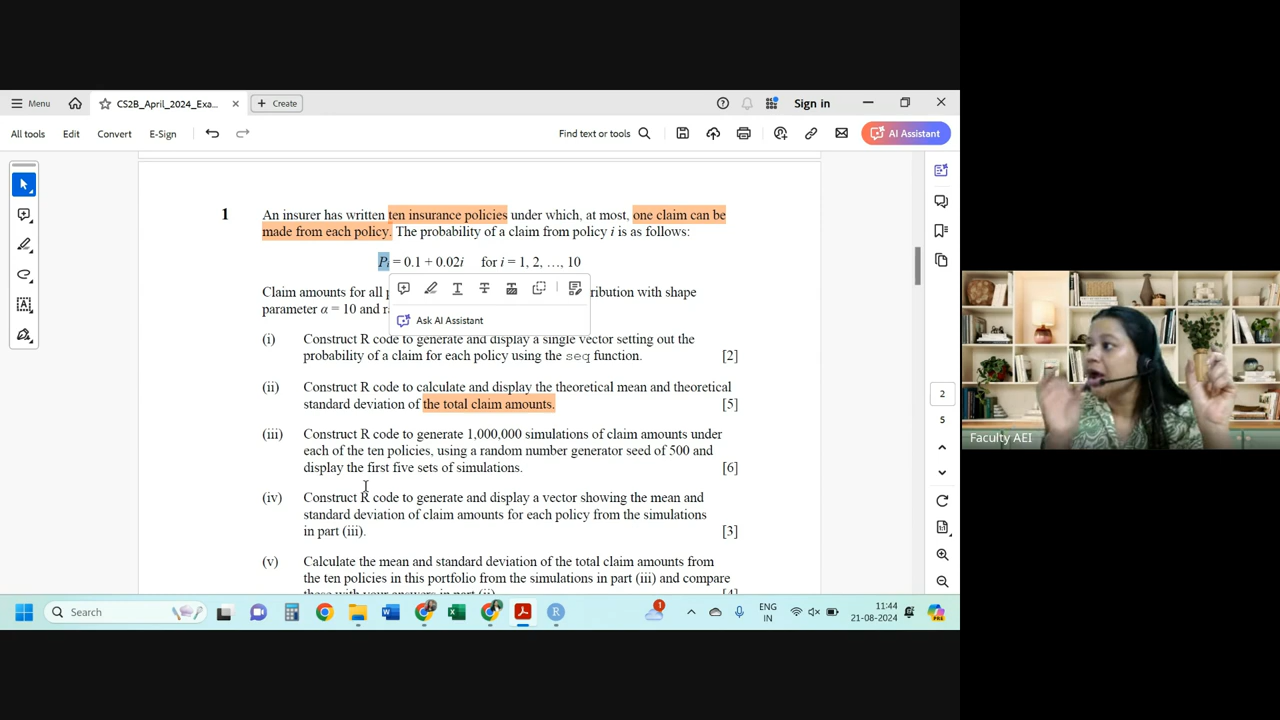 Menu
CS2B_April_2024_Exa...
Create
Sign in
All tools
Edit
Convert
E-Sign
Find text or tools
AI Assistant
1
An insurer has written ten insurance policies under which, at most, one claim can be
made from each policy. The probability of a claim from policy i is as follows:
Pi = 0.1 + 0.02i for i = 1, 2, …, 10
Claim amounts for all p ribution with shape
parameter α = 10 and ra
Ask AI Assistant
(i) Construct R code to generate and display a single vector setting out the
probability of a claim for each policy using the seq function. [2]
(ii) Construct R code to calculate and display the theoretical mean and theoretical
standard deviation of the total claim amounts. [5]
(iii) Construct R code to generate 1,000,000 simulations of claim amounts under
each of the ten policies, using a random number generator seed of 500 and
display the first five sets of simulations. [6]
(iv) Construct R code to generate and display a vector showing the mean and
standard deviation of claim amounts for each policy from the simulations
in part (iii). [3]
(v) Calculate the mean and standard deviation of the total claim amounts from
the ten policies in this portfolio from the simulations in part (iii) and compare
these with your answers in part (ii). [4]
2
5
Faculty AEI
Search
1
ENG
IN
11:44
21-08-2024